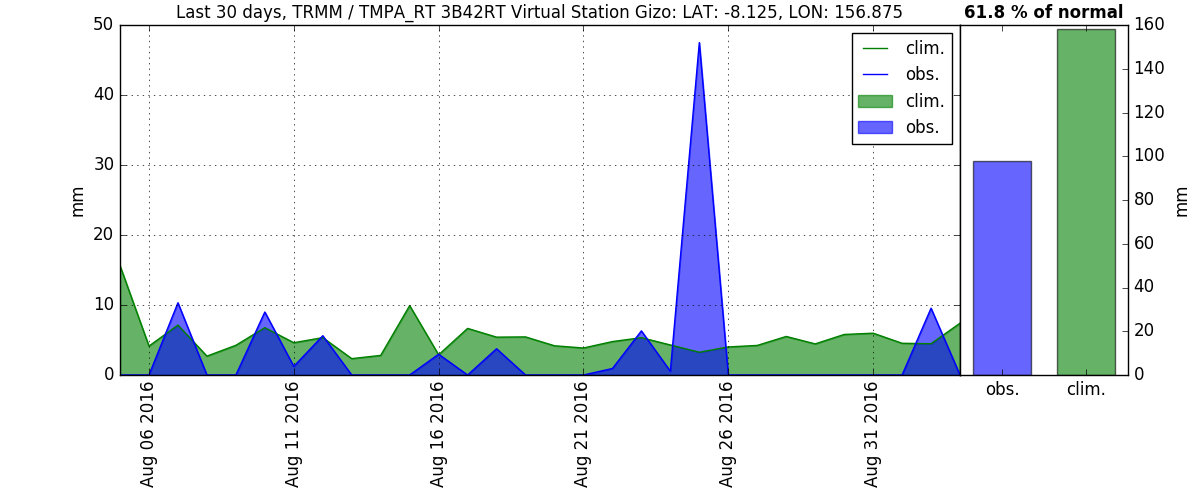 Last 30 days, TRMM / TMPA_RT 3B42RT Virtual Station Gizo: LAT: -8.125, LON: 156.875
61.8 % of normal
50
40
30
20
10
0
mm
clim.
obs.
clim.
obs.
160
140
120
100
80
60
40
20
0
mm
Aug 06 2016
Aug 11 2016
Aug 16 2016
Aug 21 2016
Aug 26 2016
Aug 31 2016
obs.
clim.